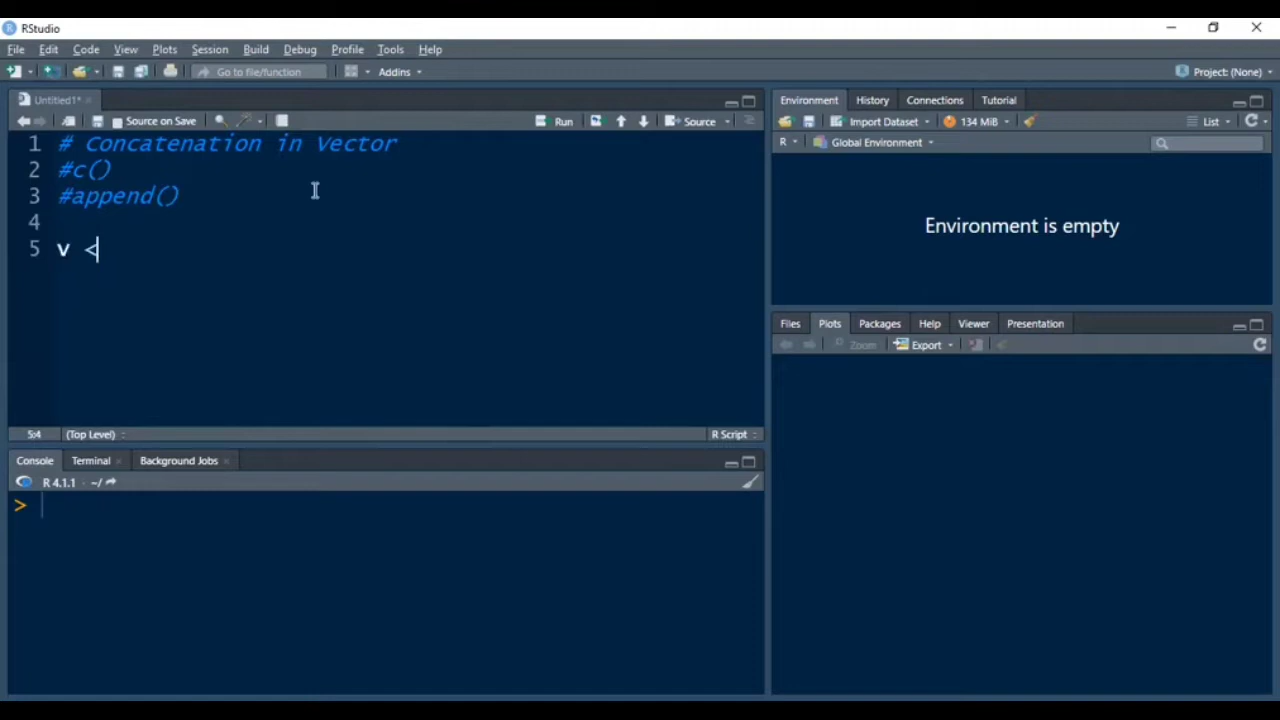 RStudio
File Edit Code View Plots Session Build Debug Profile Tools Help
Go to file/function Addins Project: (None)
Untitled1*
Source on Save Run Source
1 # Concatenation in Vector
2 #c()
3 #append()
4
5 v <
5:4 (Top Level) R Script
Console Terminal Background Jobs
R 4.1.1 · ~/
>
Environment History Connections Tutorial
Import Dataset 134 MiB List
R Global Environment
Environment is empty
Files Plots Packages Help Viewer Presentation
Zoom Export